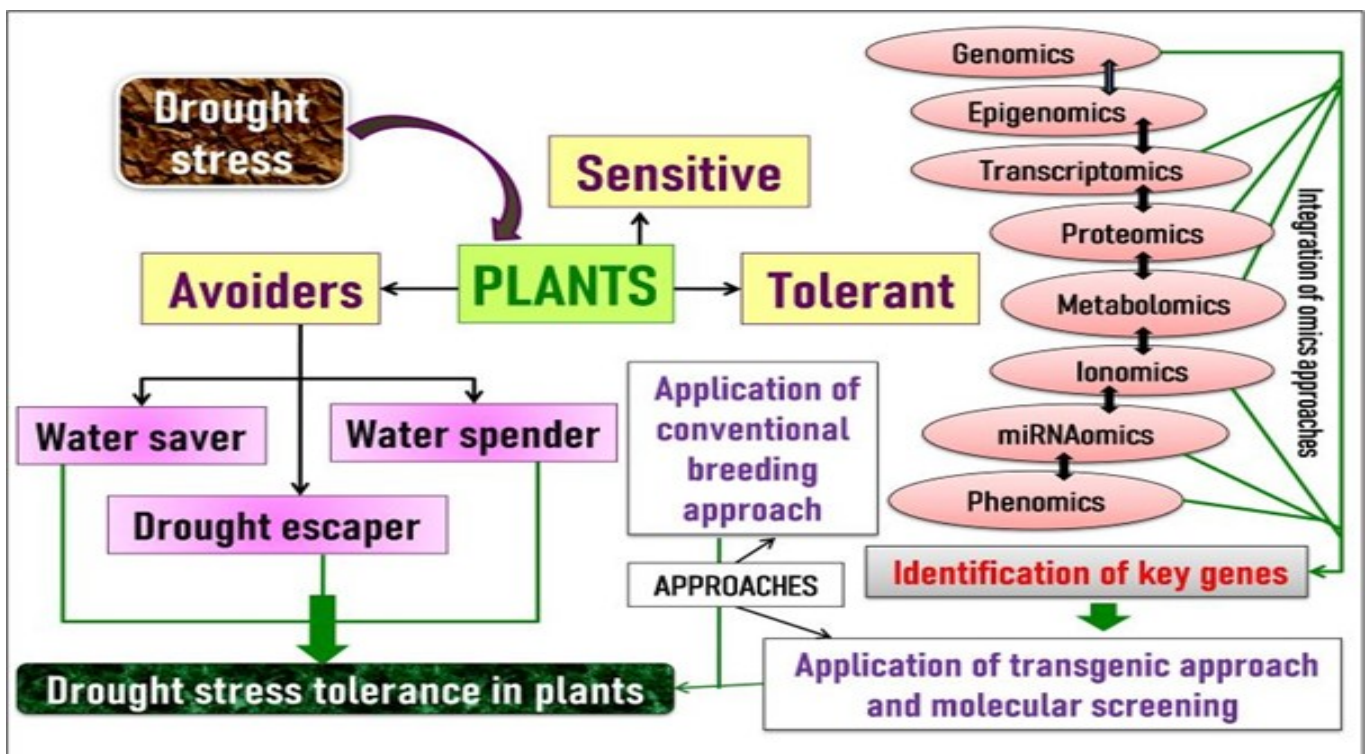 Drought
stress
Sensitive
Avoiders
PLANTS
Tolerant
Water saver
Water spender
Drought escaper
Drought stress tolerance in plants
Application of
conventional
breeding
approach
APPROACHES
Application of transgenic approach
and molecular screening
Genomics
Epigenomics
Transcriptomics
Proteomics
Metabolomics
Ionomics
miRNAomics
Phenomics
Integration of omics approaches
Identification of key genes